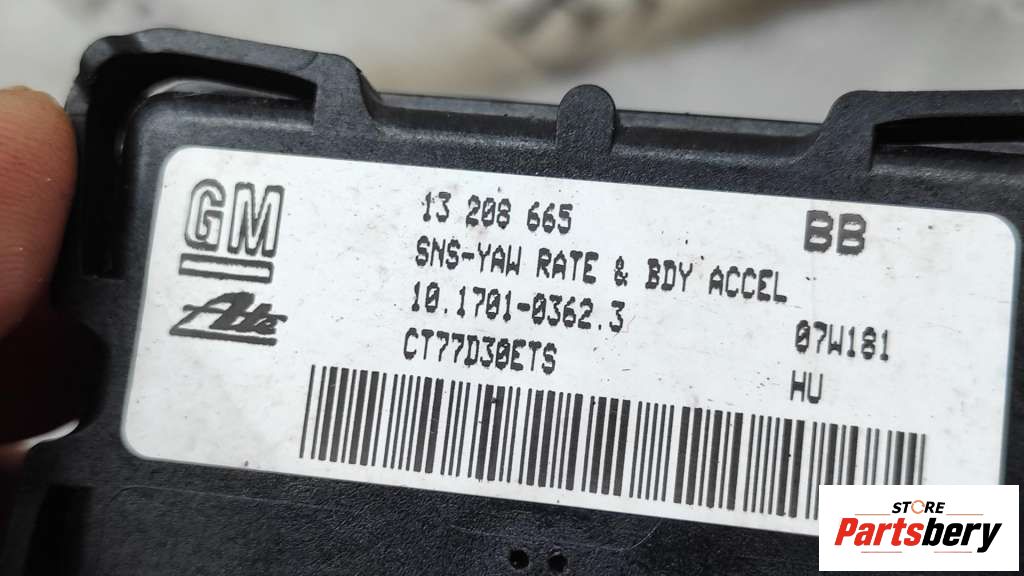 GM
Ate
13 208 665
BB
SNS-YAW RATE & BDY ACCEL
10.1701-0362.3
07W181
CT77D30ETS
HU
STORE
Partsbery